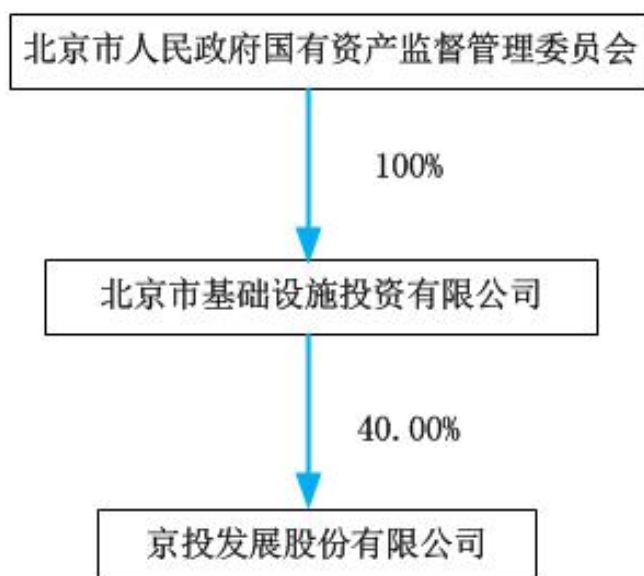 北京市人民政府国有资产监督管理委员会
100%
北京市基础设施投资有限公司
40.00%
京投发展股份有限公司